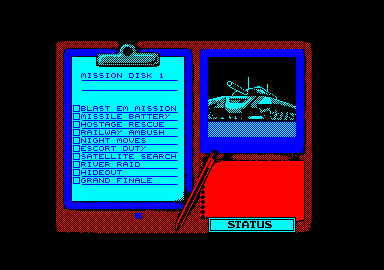 MISSION DISK 1
BLAST EM MISSION
MISSILE BATTERY
HOSTAGE RESCUE
RAILWAY AMBUSH
NIGHT MOVES
ESCORT DUTY
SATELLITE SEARCH
RIVER RAID
HIDEOUT
GRAND FINALE
STATUS